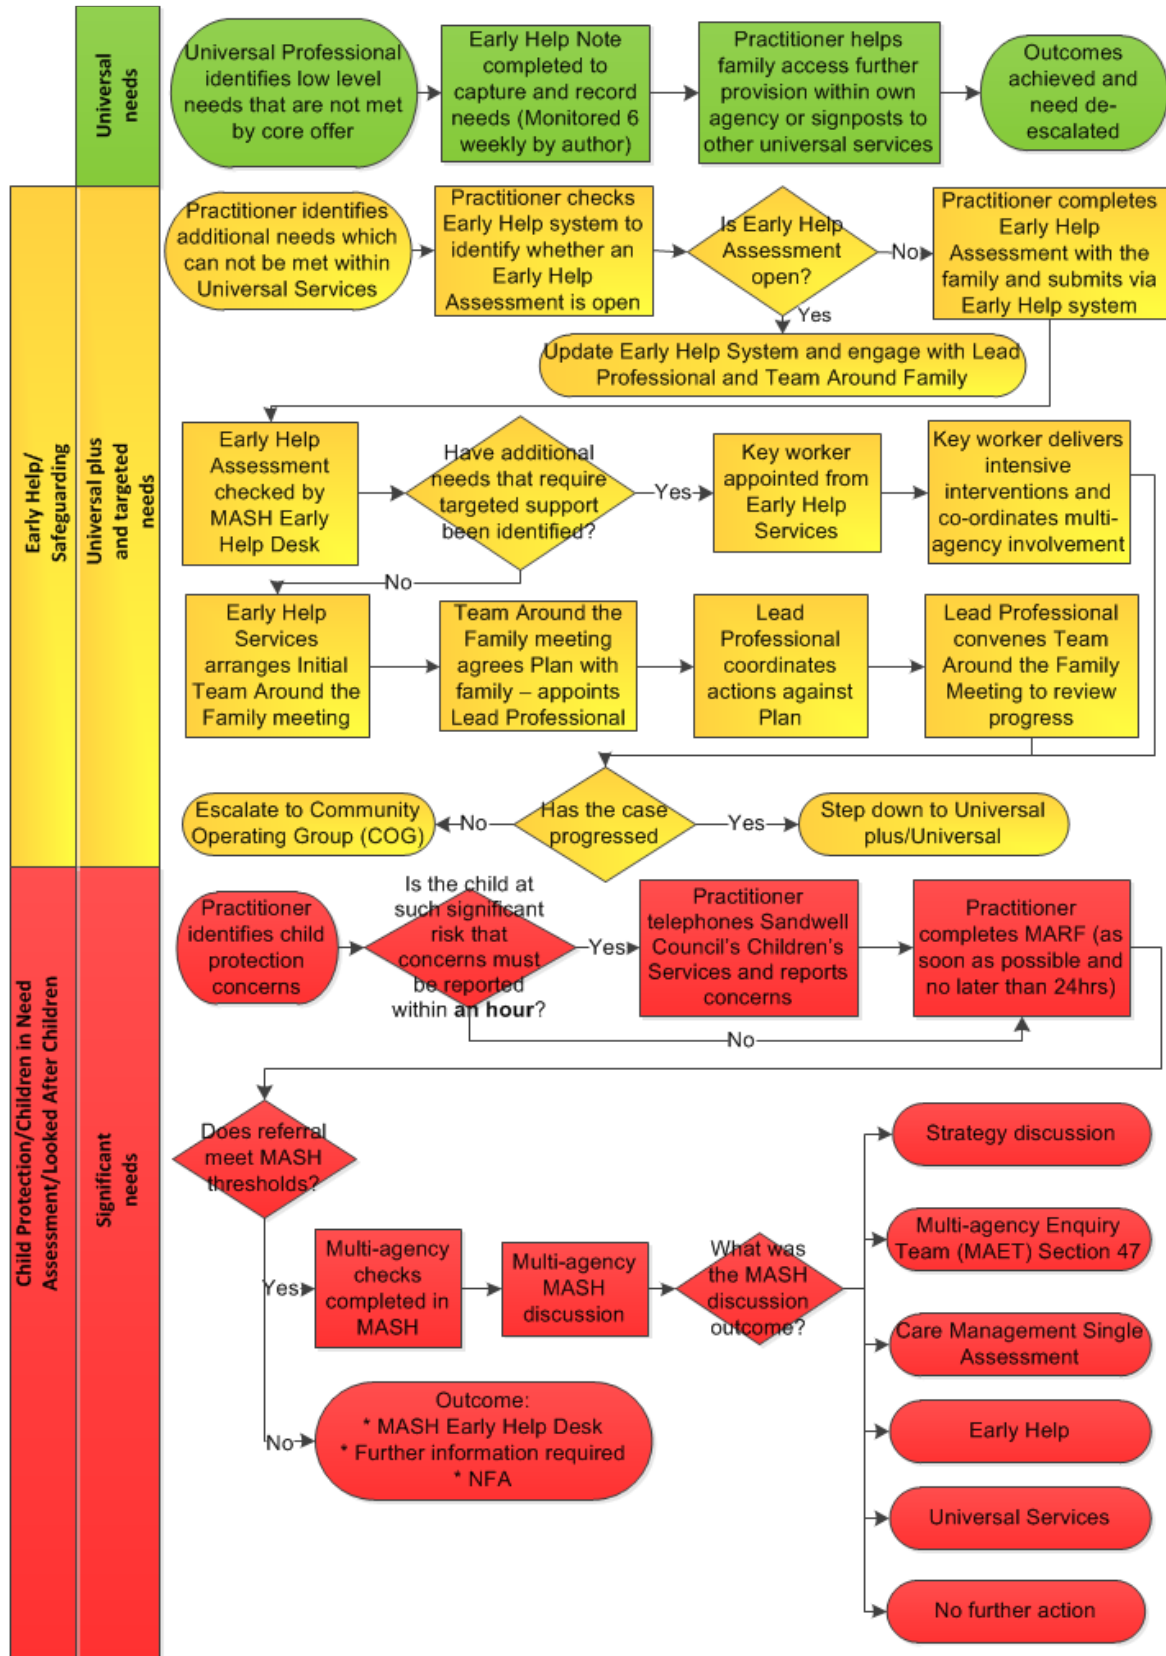 Universal
needs
Universal Professional
identifies low level
needs that are not met
by core offer
Early Help Note
completed to
capture and record
needs (Monitored 6
weekly by author)
Practitioner helps
family access further
provision within own
agency or signposts to
other universal services
Outcomes
achieved and
need de-
escalated
Early Help/
Safeguarding
Universal plus
and targeted
needs
Practitioner identifies
additional needs which
can not be met within
Universal Services
Practitioner checks
Early Help system to
identify whether an
Early Help
Assessment is open
Is Early Help
Assessment
open?
No
Practitioner completes
Early Help
Assessment with the
family and submits via
Early Help system
Yes
Update Early Help System and engage with Lead
Professional and Team Around Family
Early Help
Assessment
checked by
MASH Early
Help Desk
Have additional
needs that require
targeted support
been identified?
Yes
Key worker
appointed from
Early Help
Services
Key worker delivers
intensive
interventions and
co-ordinates multi-
agency involvement
No
Early Help
Services
arranges Initial
Team Around the
Family meeting
Team Around the
Family meeting
agrees Plan with
family – appoints
Lead Professional
Lead
Professional
coordinates
actions against
Plan
Lead Professional
convenes Team
Around the Family
Meeting to review
progress
Escalate to Community
Operating Group (COG)
No
Has the case
progressed
Yes
Step down to Universal
plus/Universal
Child Protection/Children in Need
Assessment/Looked After Children
Significant
needs
Practitioner
identifies child
protection
concerns
Is the child at
such significant
risk that
concerns must
be reported
within an hour?
Yes
Practitioner
telephones Sandwell
Council's Children's
Services and reports
concerns
Practitioner
completes MARF (as
soon as possible and
no later than 24hrs)
No
Does referral
meet MASH
thresholds?
Yes
Multi-agency
checks
completed in
MASH
Multi-agency
MASH
discussion
What was
the MASH
discussion
outcome?
Strategy discussion
Multi-agency Enquiry
Team (MAET) Section 47
Care Management Single
Assessment
Early Help
Universal Services
No further action
No
Outcome:
* MASH Early Help Desk
* Further information required
* NFA